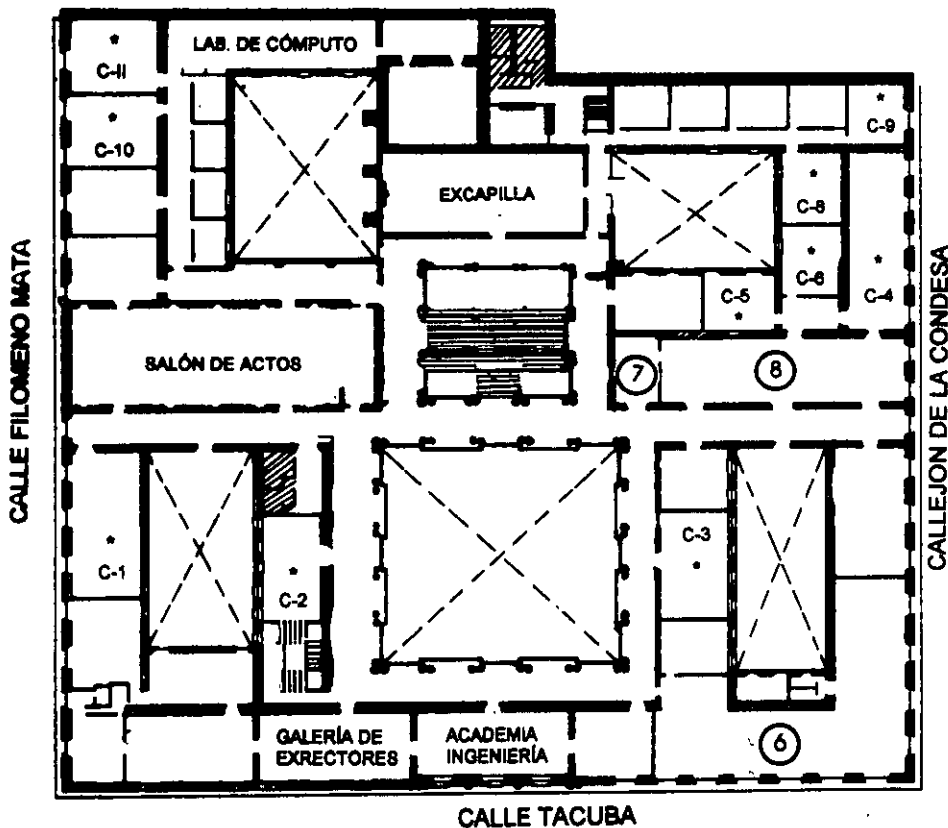 LAB. DE CÓMPUTO
*
C-11
*
C-10
*
C-9
EXCAPILLA
*
C-8
*
C-6
*
C-4
C-5
*
SALÓN DE ACTOS
7
8
CALLE FILOMENO MATA
CALLEJON DE LA CONDESA
*
C-1
*
C-2
C-3
*
GALERÍA DE
EXRECTORES
ACADEMIA
INGENIERÍA
6
CALLE TACUBA